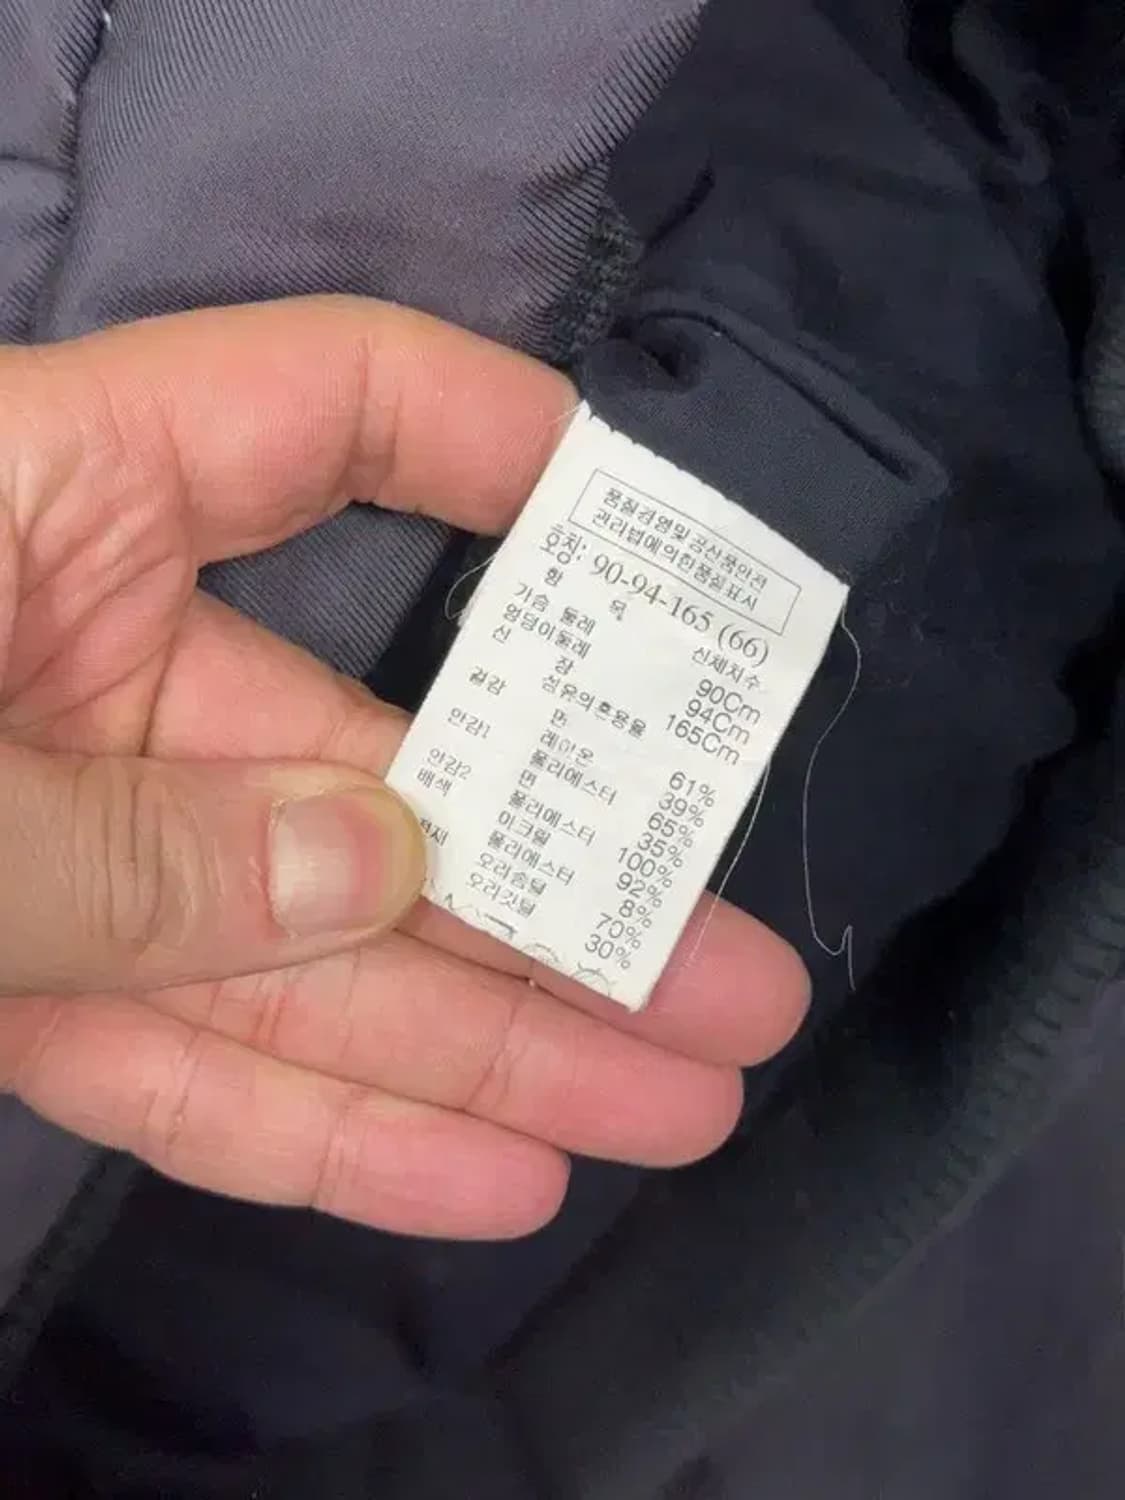 품질경영및공산품안전
관리법에의한품질표시
호칭: 90-94-165 (66)
항 목 신체치수
가슴 둘레 90Cm
엉덩이둘레 94Cm
신 장 165Cm
섬유의혼용율
겉감 면 61%
레이온 39%
안감1 폴리에스터 65%
면 35%
안감2 폴리에스터 100%
배색 아크릴 92%
폴리에스터 8%
오리솜털 70%
오리깃털 30%